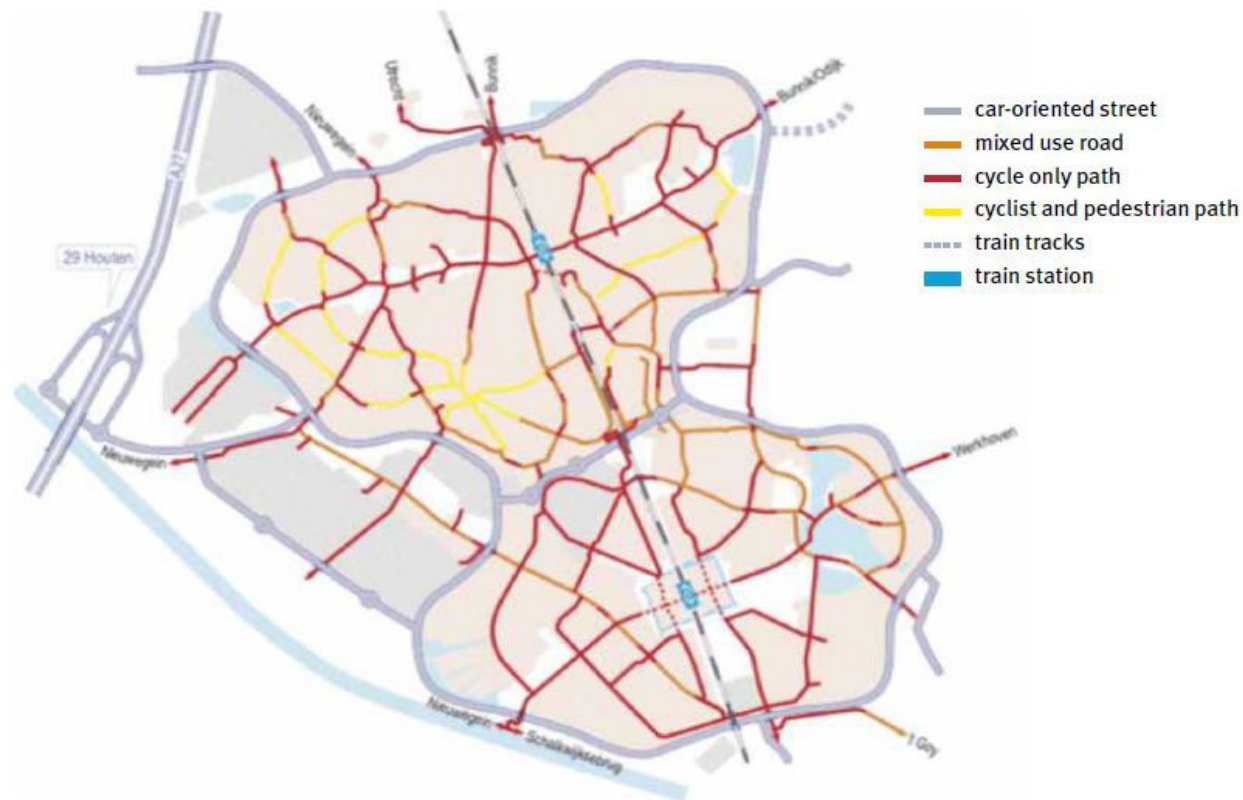 Utrecht
Bunnik
Bunnik/Odijk
Nieuwegein
A27
29 Houten
Nieuwegein
Werkhoven
Nieuwegein
Schalkwijksebrug
't Goy
car-oriented street
mixed use road
cycle only path
cyclist and pedestrian path
train tracks
train station